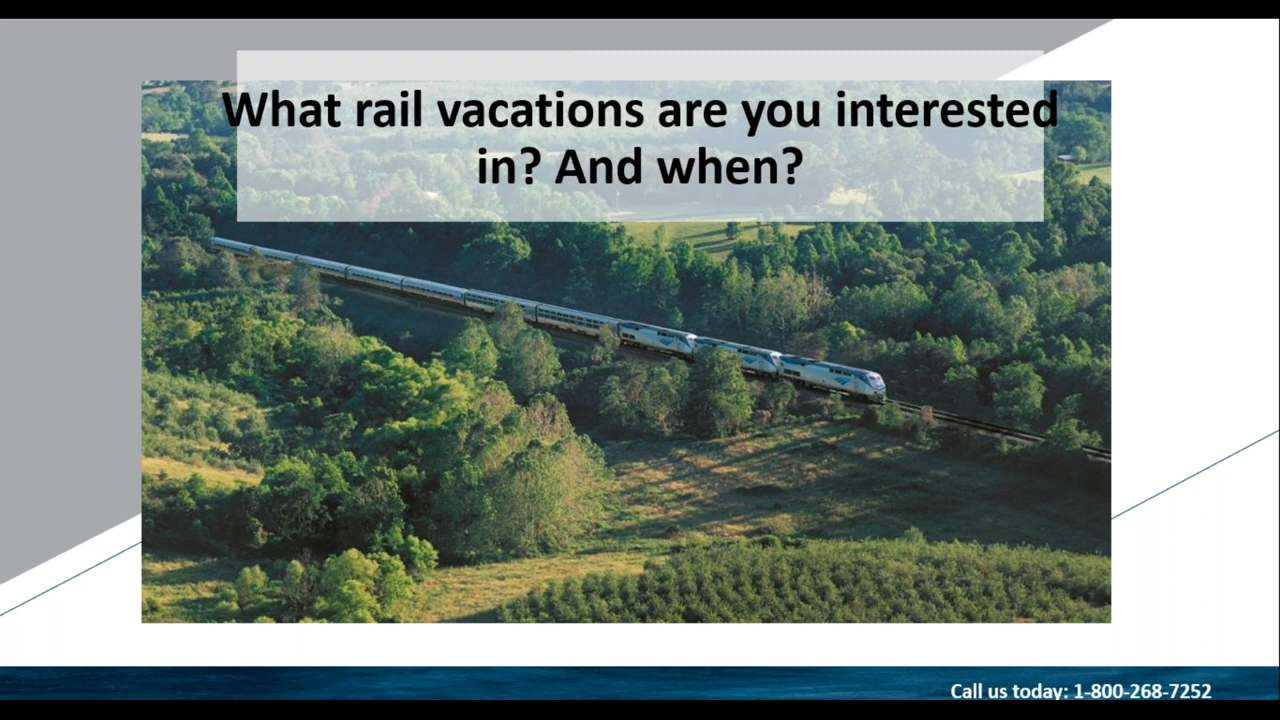 What rail vacations are you interested
in? And when?
Call us today: 1-800-268-7252